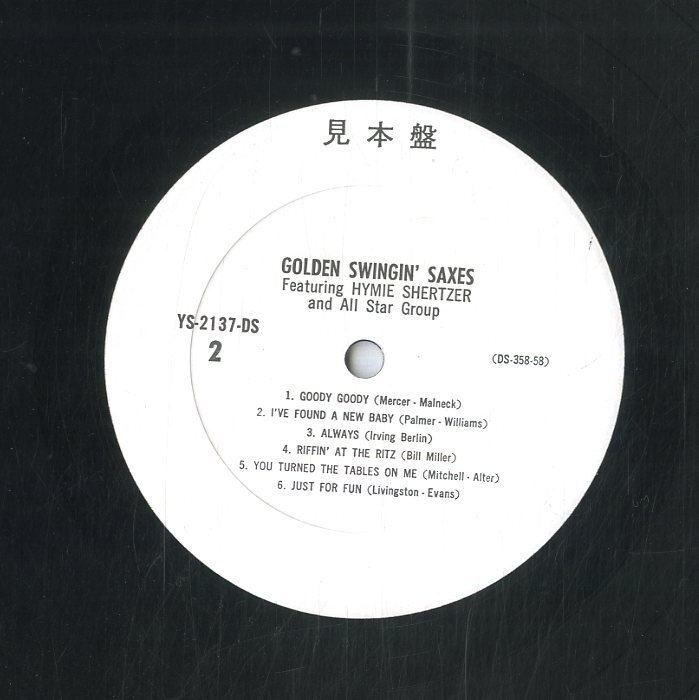 見本盤
GOLDEN SWINGIN' SAXES
Featuring HYMIE SHERTZER
and All Star Group
YS-2137-DS
2
(DS-358-58)
1. GOODY GOODY (Mercer - Malneck)
2. I'VE FOUND A NEW BABY (Palmer - Williams)
3. ALWAYS (Irving Berlin)
4. RIFFIN' AT THE RITZ (Bill Miller)
5. YOU TURNED THE TABLES ON ME (Mitchell - Alter)
6. JUST FOR FUN (Livingston - Evans)